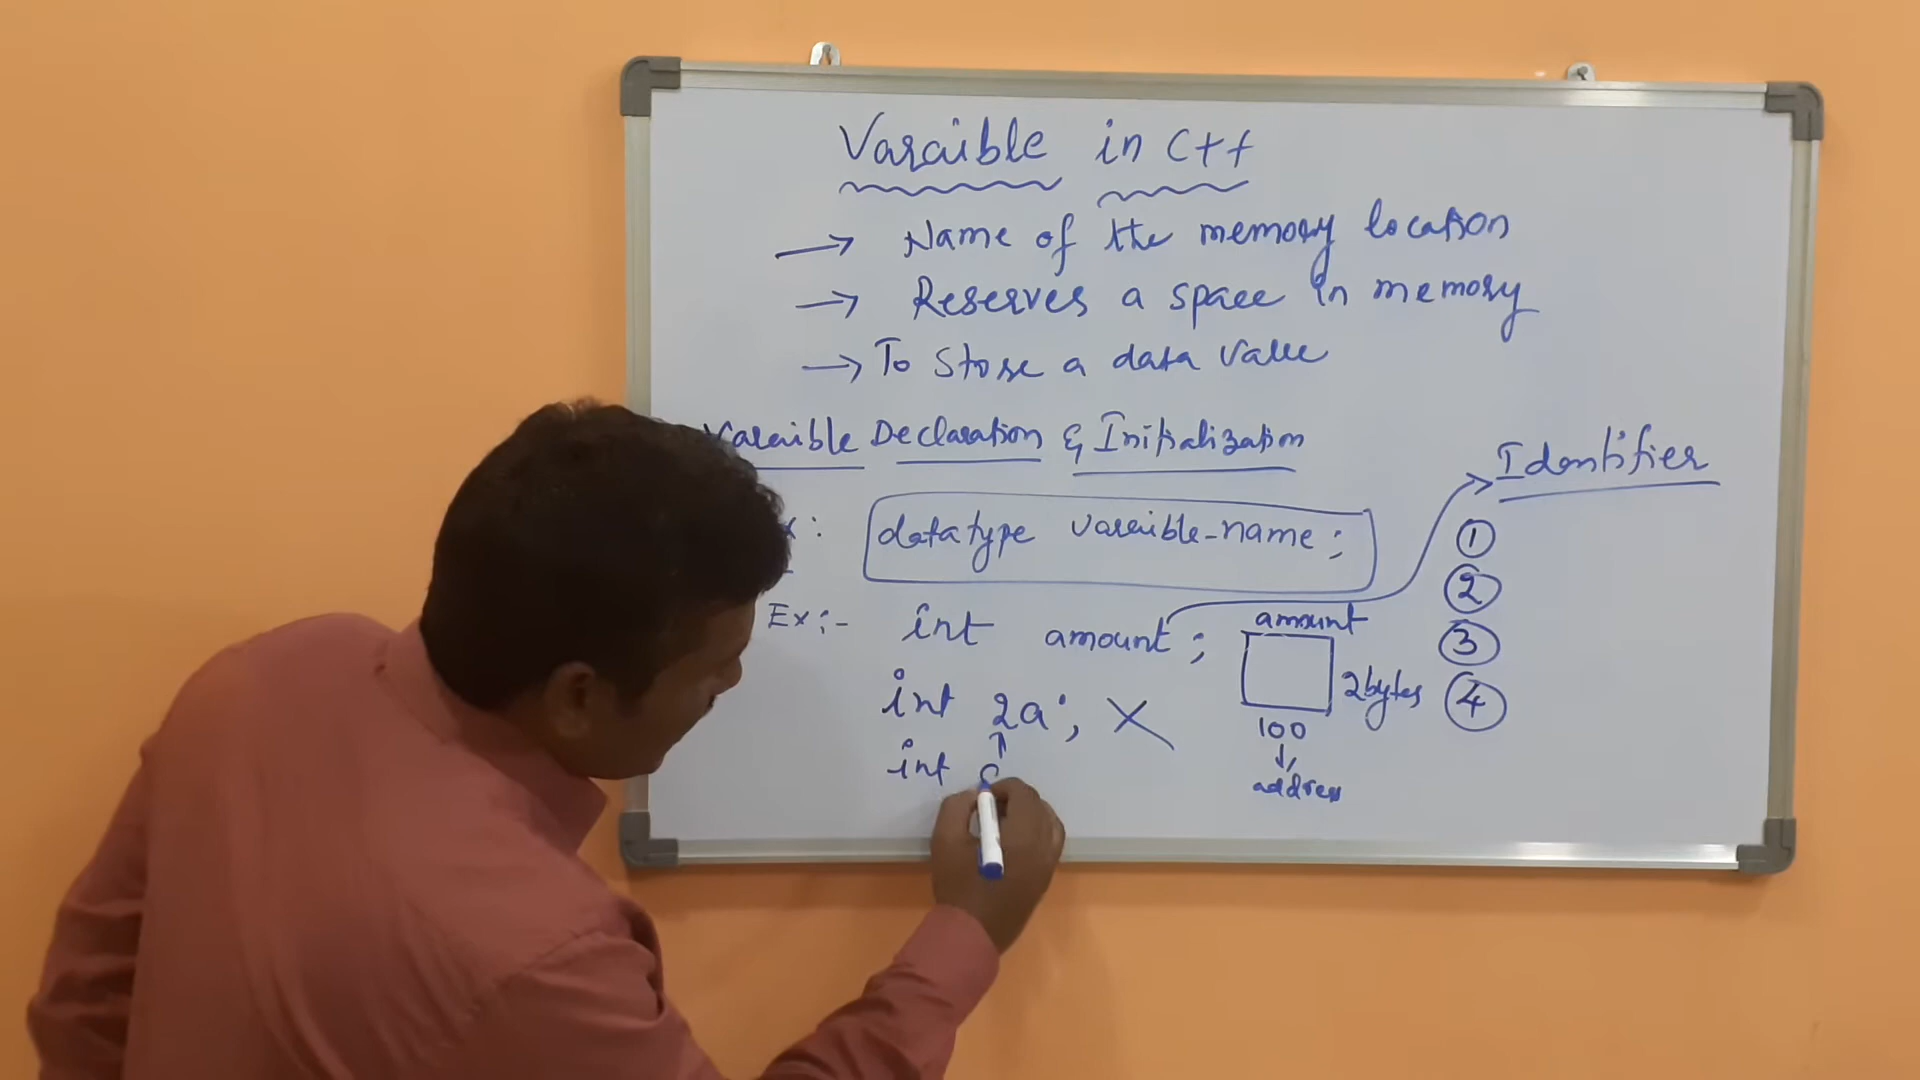 Varaible in C++
→ Name of the memory location
→ Reserves a space in memory
→ To Store a data value
Varaible Declaration & Initialization
Identifier
datatype varaible-name;
1
2
3
4
Ex:- int amount;
amount
2bytes
100
↓
address
int 2a; X
↑
int